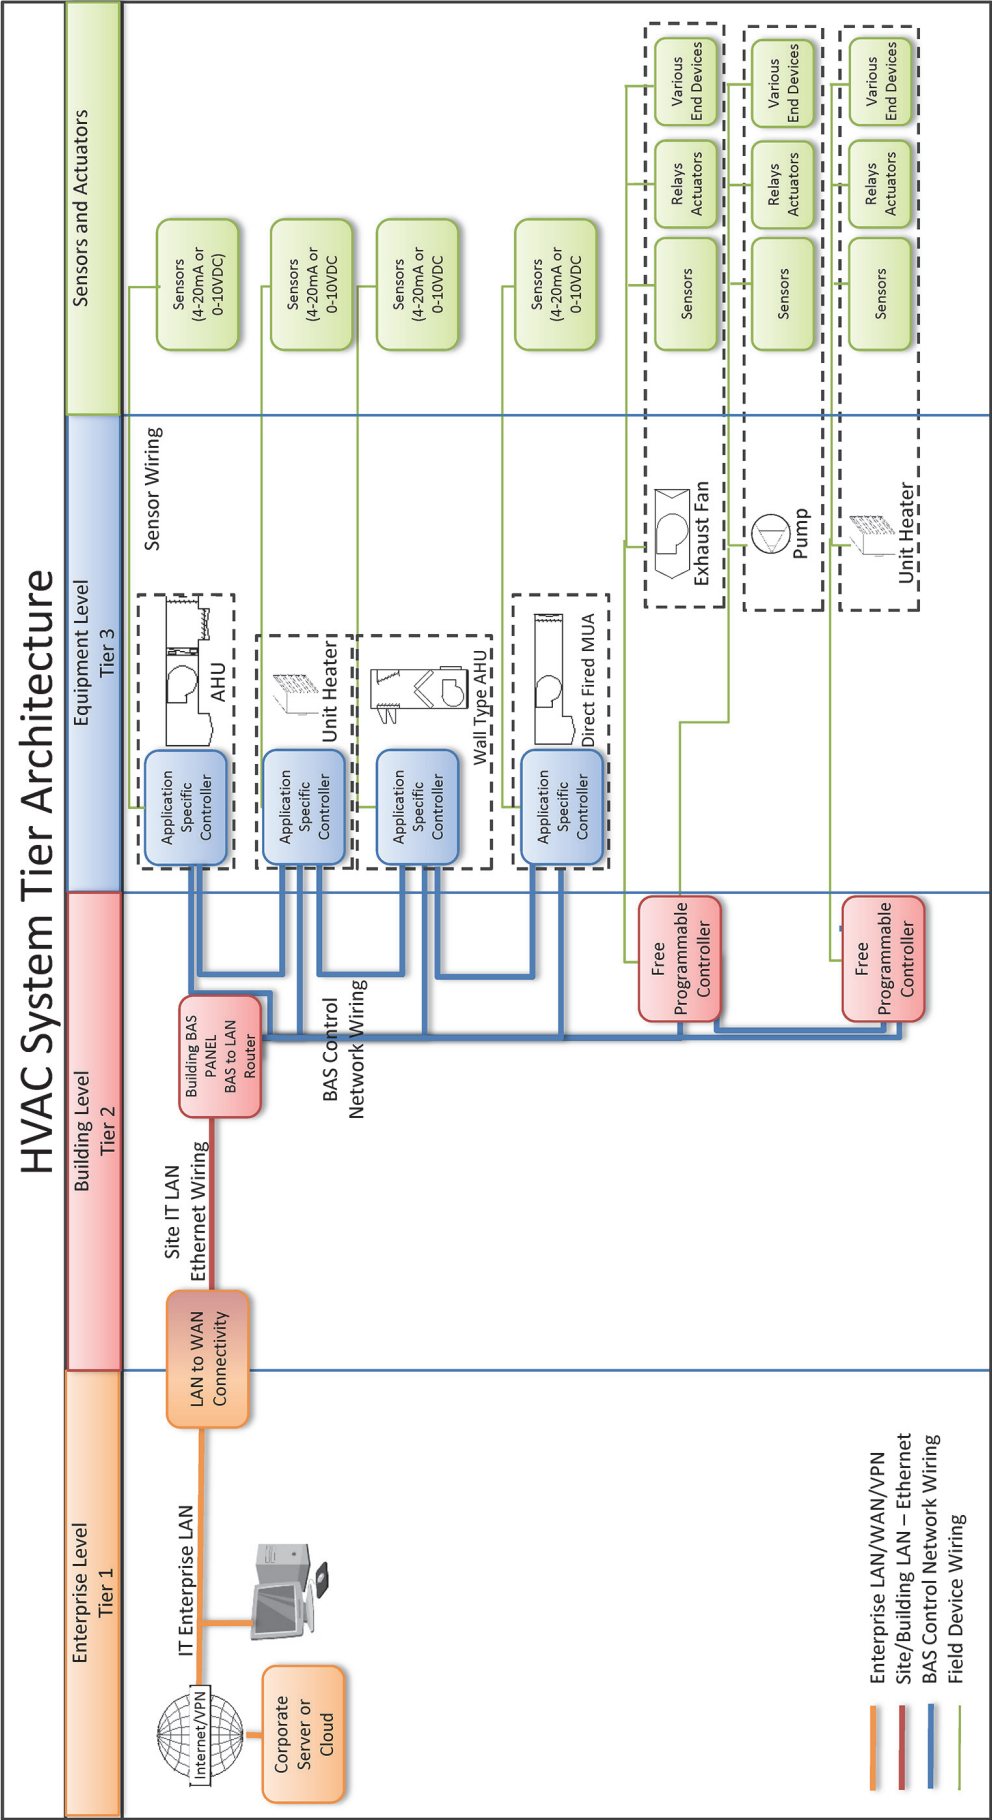 HVAC System Tier Architecture
Enterprise Level
Tier 1
Building Level
Tier 2
Equipment Level
Tier 3
Sensors and Actuators
Internet/VPN
Corporate
Server or
Cloud
IT Enterprise LAN
LAN to WAN
Connectivity
Site IT LAN
Ethernet Wiring
Building BAS
PANEL
BAS to LAN
Router
BAS Control
Network Wiring
Application
Specific
Controller
AHU
Sensor Wiring
Sensors
(4-20mA or
0-10VDC)
Application
Specific
Controller
Unit Heater
Sensors
(4-20mA or
0-10VDC
Application
Specific
Controller
Wall Type AHU
Sensors
(4-20mA or
0-10VDC
Application
Specific
Controller
Direct Fired MUA
Sensors
(4-20mA or
0-10VDC
Free
Programmable
Controller
Exhaust Fan
Sensors
Relays
Actuators
Various
End Devices
Pump
Sensors
Relays
Actuators
Various
End Devices
Free
Programmable
Controller
Unit Heater
Sensors
Relays
Actuators
Various
End Devices
Enterprise LAN/WAN/VPN
Site/Building LAN – Ethernet
BAS Control Network Wiring
Field Device Wiring